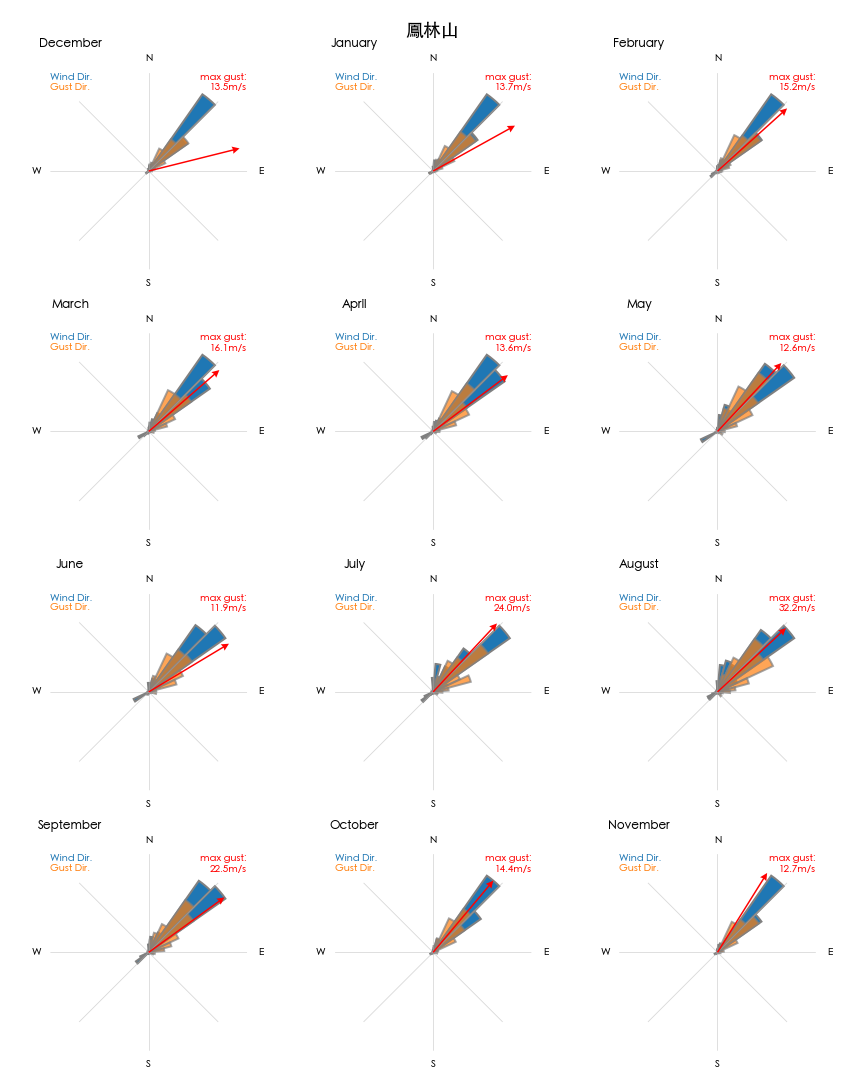 鳳林山
December
January
February
N
N
N
Wind Dir.
Gust Dir.
max gust:
13.5m/s
Wind Dir.
Gust Dir.
max gust:
13.7m/s
Wind Dir.
Gust Dir.
max gust:
15.2m/s
W
E
W
E
W
E
S
S
S
March
April
May
N
N
N
Wind Dir.
Gust Dir.
max gust:
16.1m/s
Wind Dir.
Gust Dir.
max gust:
13.6m/s
Wind Dir.
Gust Dir.
max gust:
12.6m/s
W
E
W
E
W
E
S
S
S
June
July
August
N
N
N
Wind Dir.
Gust Dir.
max gust:
11.9m/s
Wind Dir.
Gust Dir.
max gust:
24.0m/s
Wind Dir.
Gust Dir.
max gust:
32.2m/s
W
E
W
E
W
E
S
S
S
September
October
November
N
N
N
Wind Dir.
Gust Dir.
max gust:
22.5m/s
Wind Dir.
Gust Dir.
max gust:
14.4m/s
Wind Dir.
Gust Dir.
max gust:
12.7m/s
W
E
W
E
W
E
S
S
S